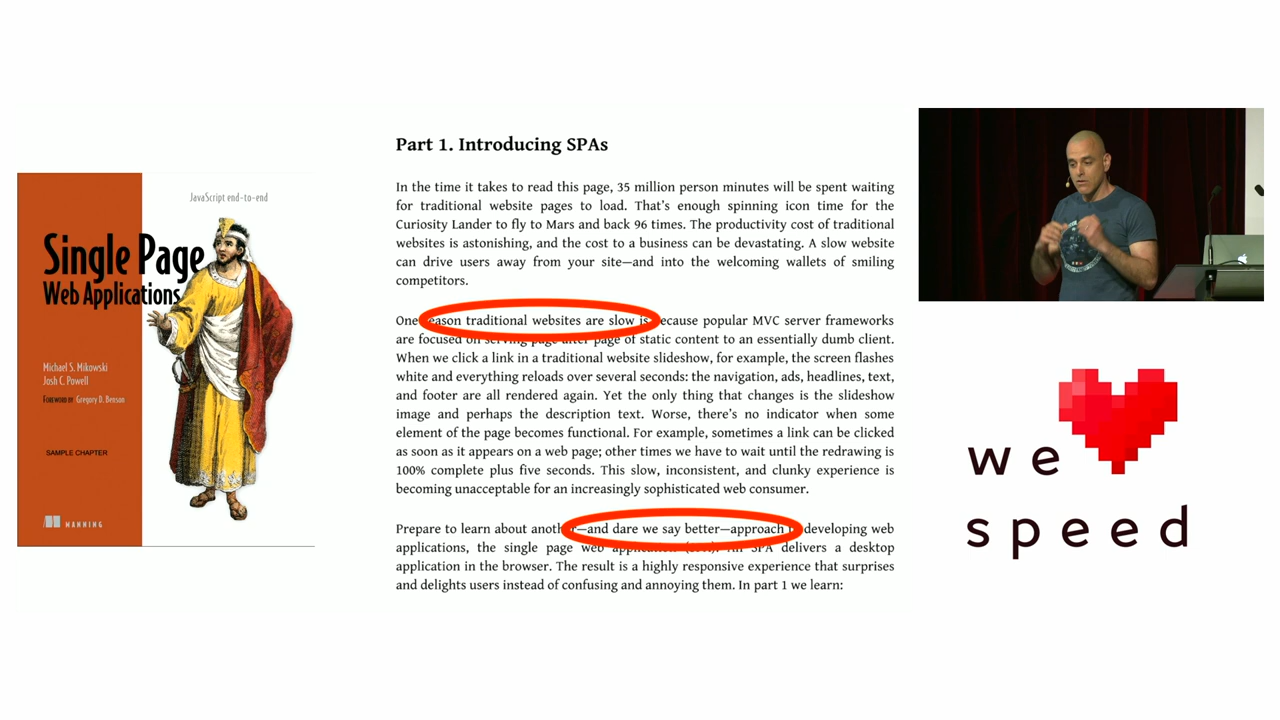 JavaScript end-to-end
Single Page
Web Applications
Michael S. Mikowski
Josh C. Powell
FOREWORD BY Gregory D. Benson
SAMPLE CHAPTER
MANNING
Part 1. Introducing SPAs
In the time it takes to read this page, 35 million person minutes will be spent waiting
for traditional website pages to load. That's enough spinning icon time for the
Curiosity Lander to fly to Mars and back 96 times. The productivity cost of traditional
websites is astonishing, and the cost to a business can be devastating. A slow website
can drive users away from your site—and into the welcoming wallets of smiling
competitors.
One reason traditional websites are slow is because popular MVC server frameworks
are focused on serving page after page of static content to an essentially dumb client.
When we click a link in a traditional website slideshow, for example, the screen flashes
white and everything reloads over several seconds: the navigation, ads, headlines, text,
and footer are all rendered again. Yet the only thing that changes is the slideshow
image and perhaps the description text. Worse, there's no indicator when some
element of the page becomes functional. For example, sometimes a link can be clicked
as soon as it appears on a web page; other times we have to wait until the redrawing is
100% complete plus five seconds. This slow, inconsistent, and clunky experience is
becoming unacceptable for an increasingly sophisticated web consumer.
Prepare to learn about another—and dare we say better—approach to developing web
applications, the single page web application (SPA). An SPA delivers a desktop
application in the browser. The result is a highly responsive experience that surprises
and delights users instead of confusing and annoying them. In part 1 we learn:
we
speed